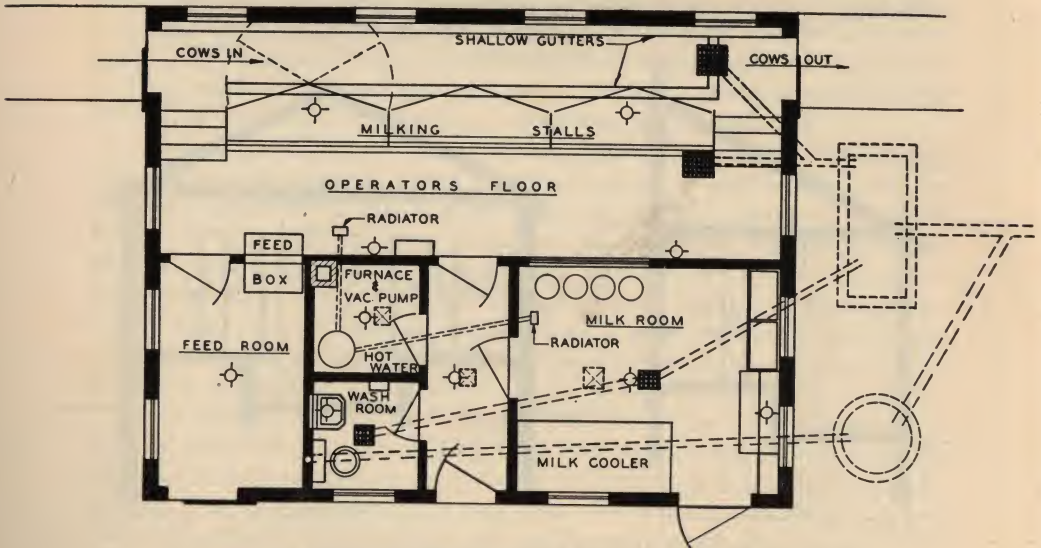 SHALLOW GUTTERS
COWS IN
COWS OUT
MILKING STALLS
OPERATORS FLOOR
RADIATOR
FEED
BOX
FURNACE
&
VAC. PUMP
MILK ROOM
FEED ROOM
RADIATOR
HOT
WATER
WASH
ROOM
MILK COOLER